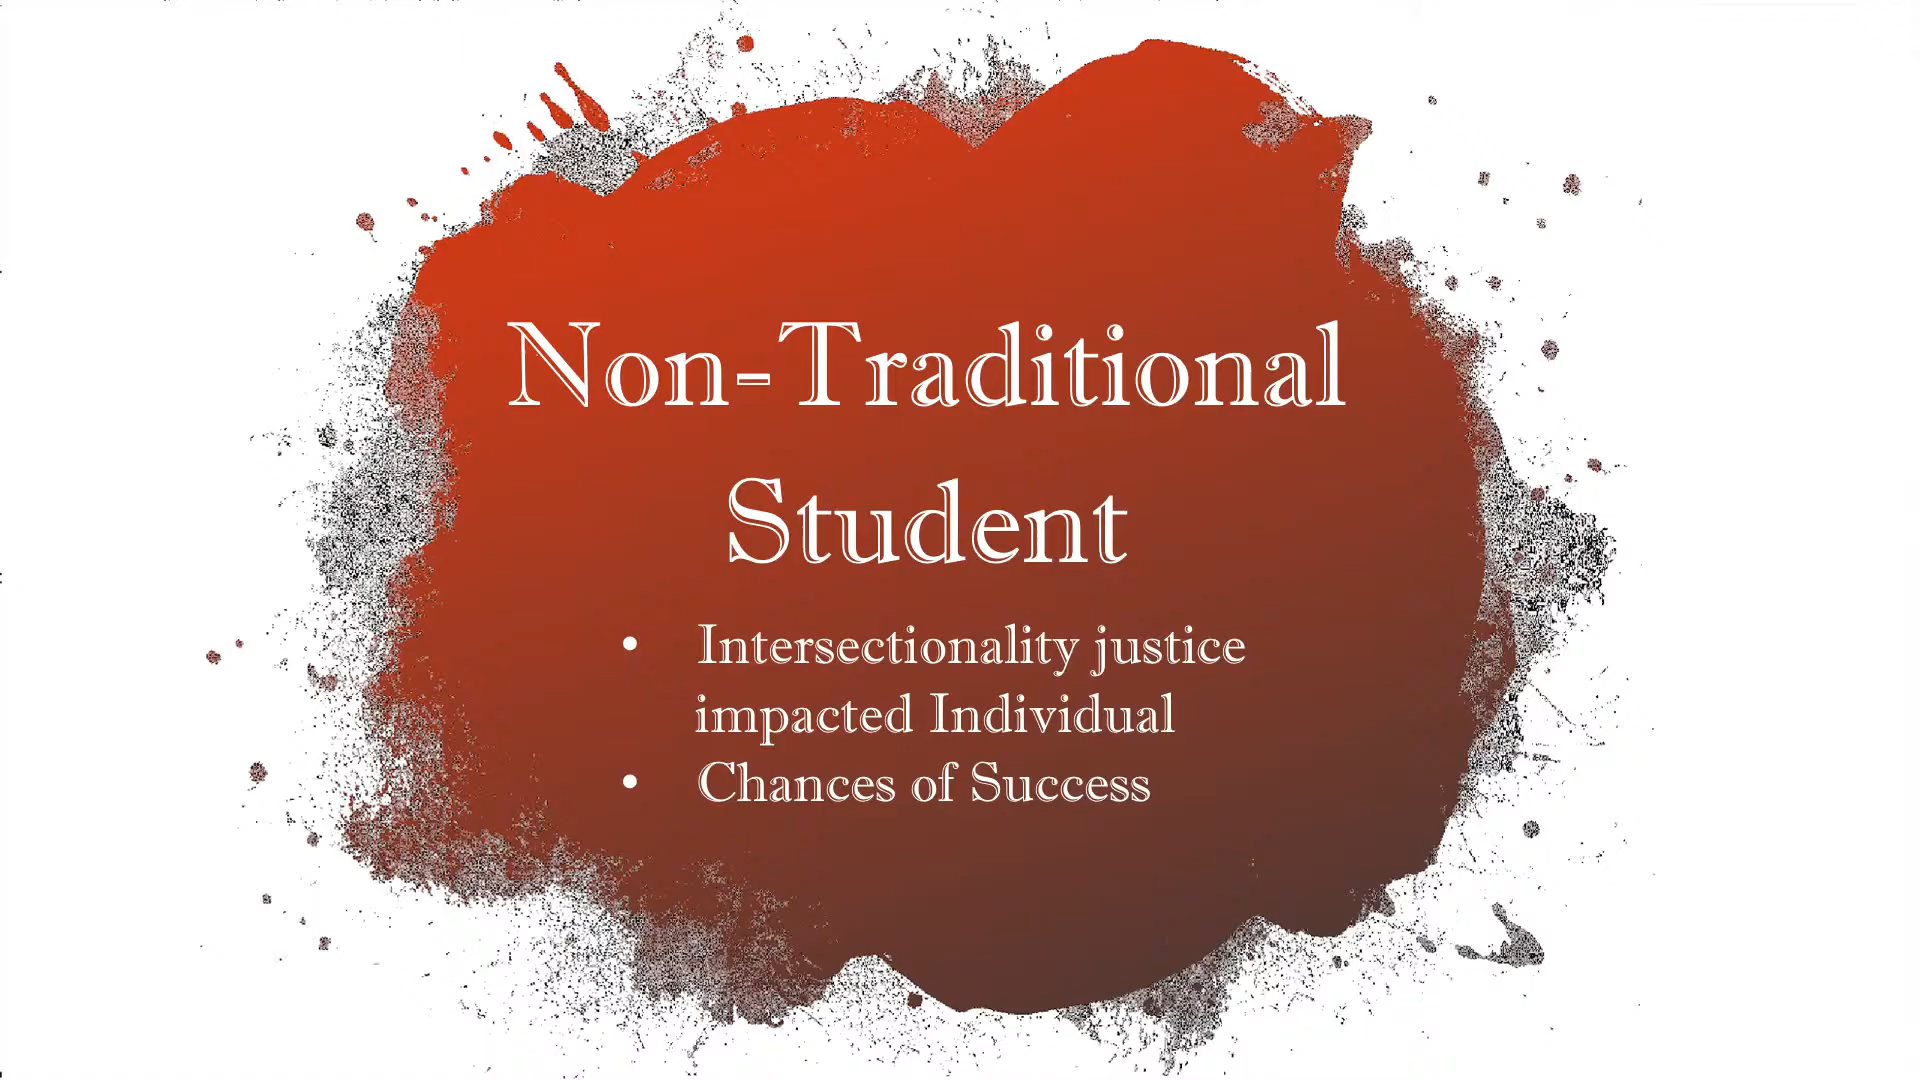 Non-Traditional
Student
• Intersectionality justice
impacted Individual
• Chances of Success